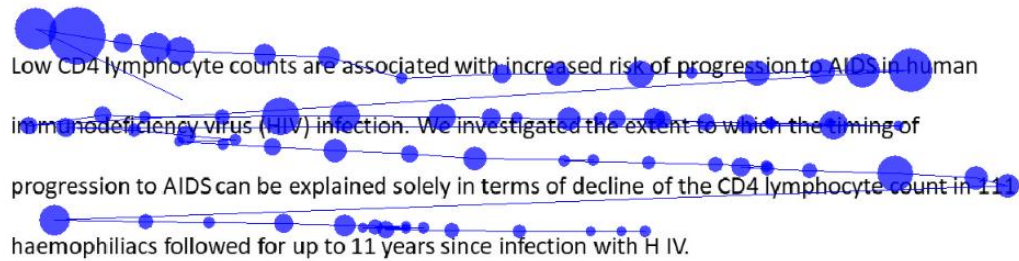 Low CD4 lymphocyte counts are associated with increased risk of progression to AIDS in human
immunodeficiency virus (HIV) infection. We investigated the extent to which the timing of
progression to AIDS can be explained solely in terms of decline of the CD4 lymphocyte count in 111
haemophiliacs followed for up to 11 years since infection with H IV.